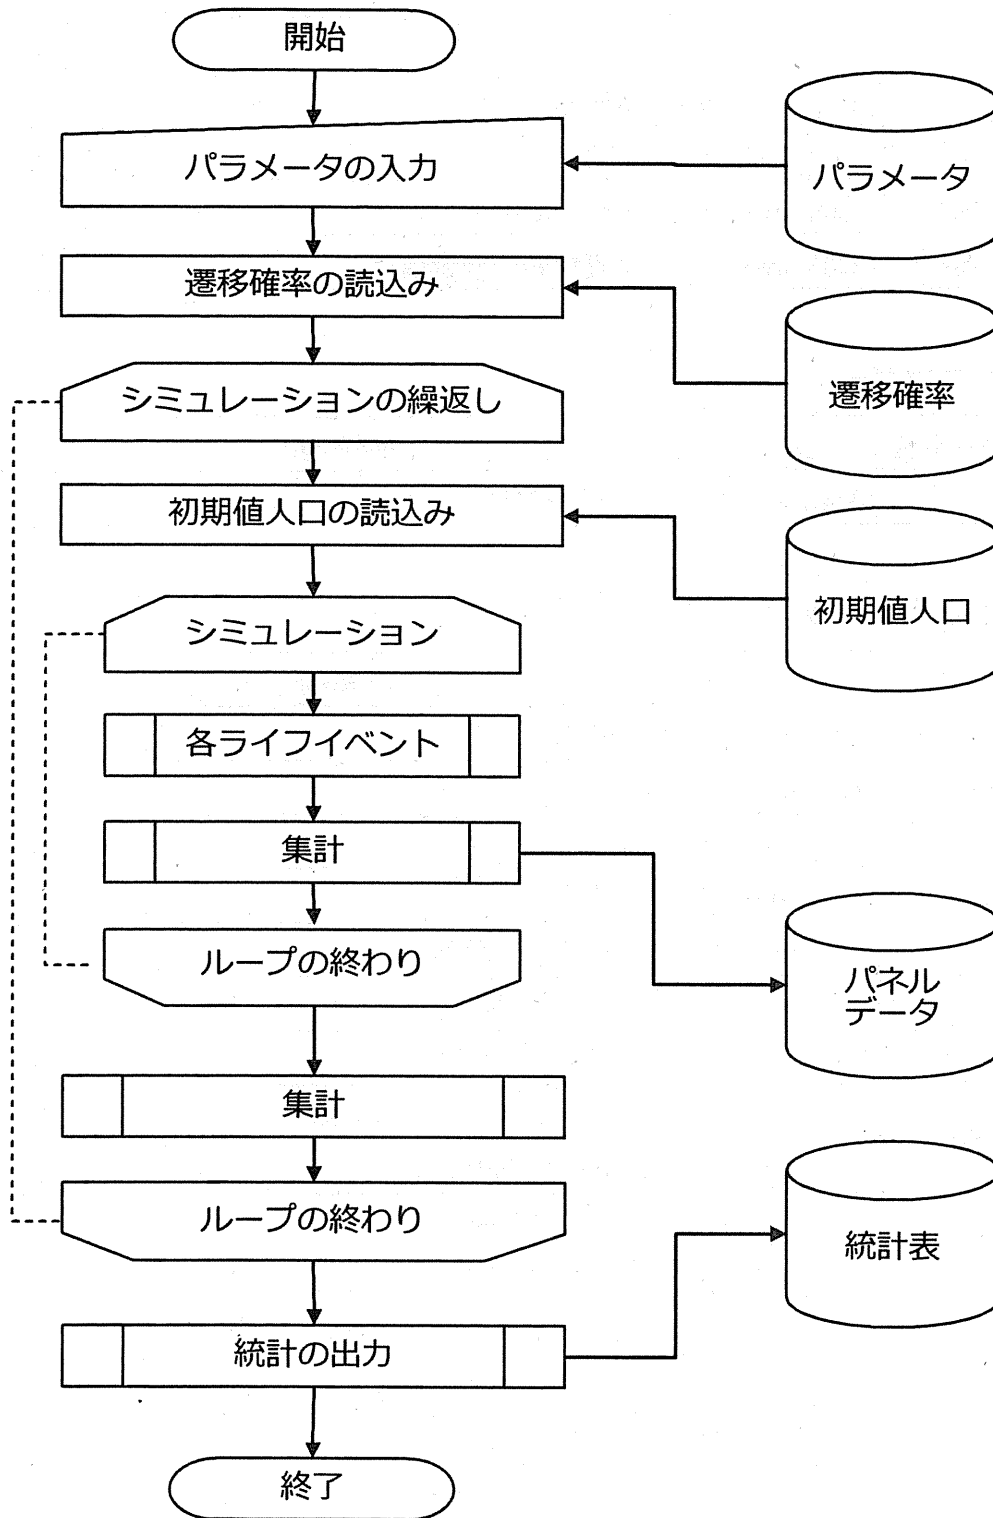 開始
パラメータの入力
パラメータ
遷移確率の読込み
遷移確率
シミュレーションの繰返し
初期値人口の読込み
初期値人口
シミュレーション
各ライフイベント
集計
パネル
データ
ループの終わり
集計
ループの終わり
統計表
統計の出力
終了